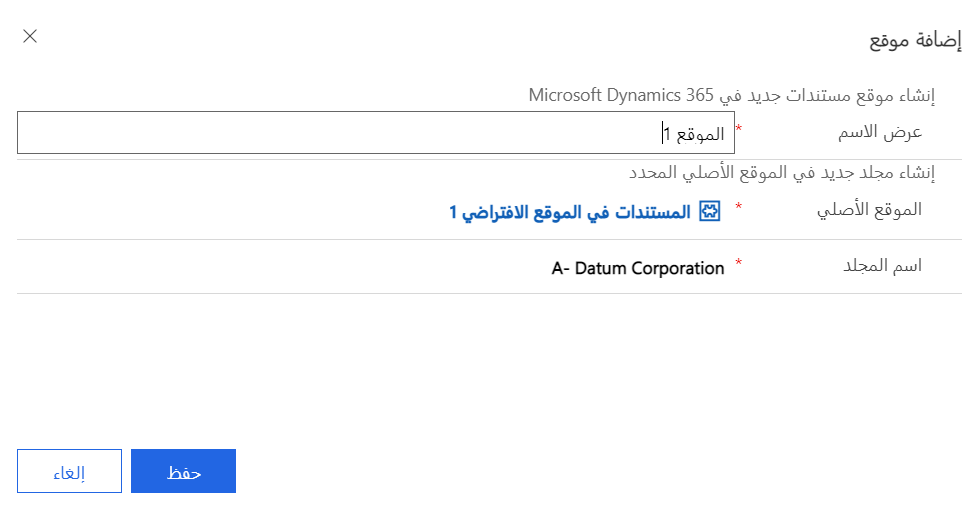 إضافة موقع
إنشاء موقع مستندات جديد في Microsoft Dynamics 365
عرض الاسم * الموقع 1
إنشاء مجلد جديد في الموقع الأصلي المحدد
الموقع الأصلي * المستندات في الموقع الافتراضي 1
اسم المجلد * A- Datum Corporation
حفظ إلغاء